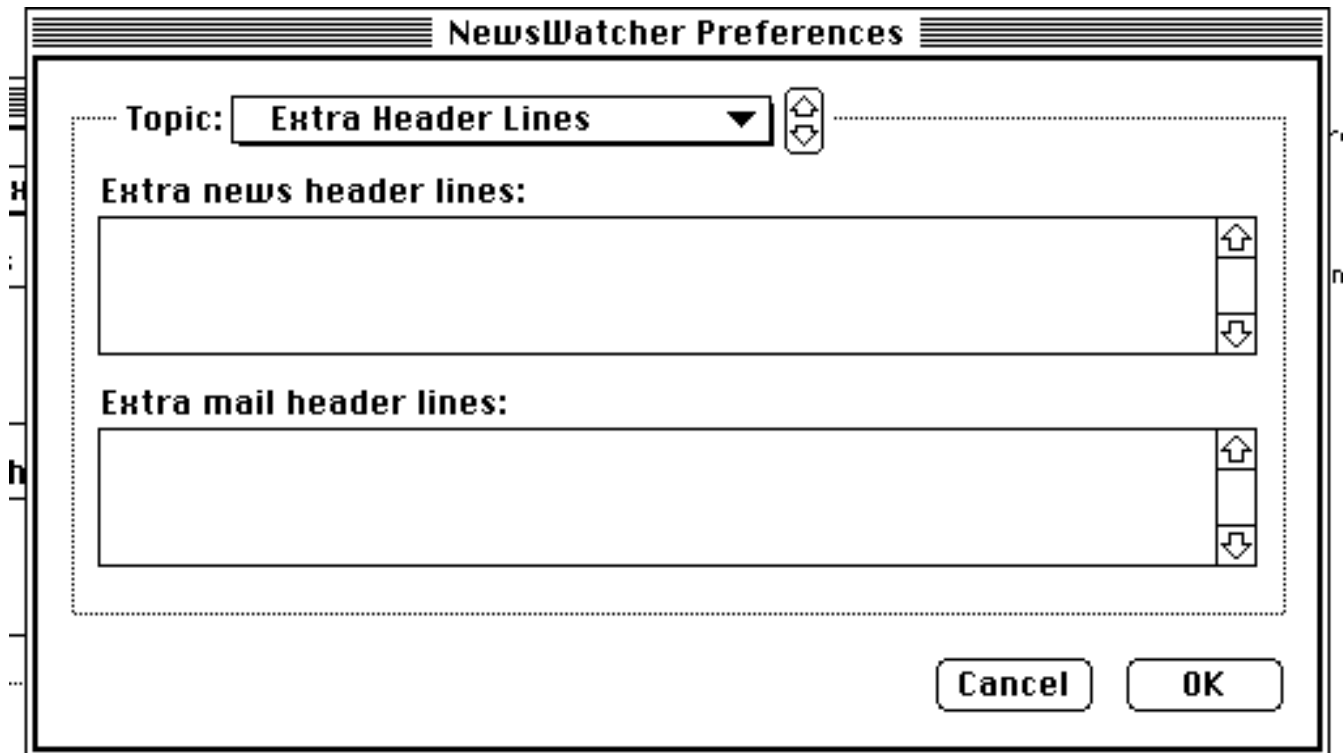 NewsWatcher Preferences
Topic: Extra Header Lines
Extra news header lines:
Extra mail header lines:
Cancel OK